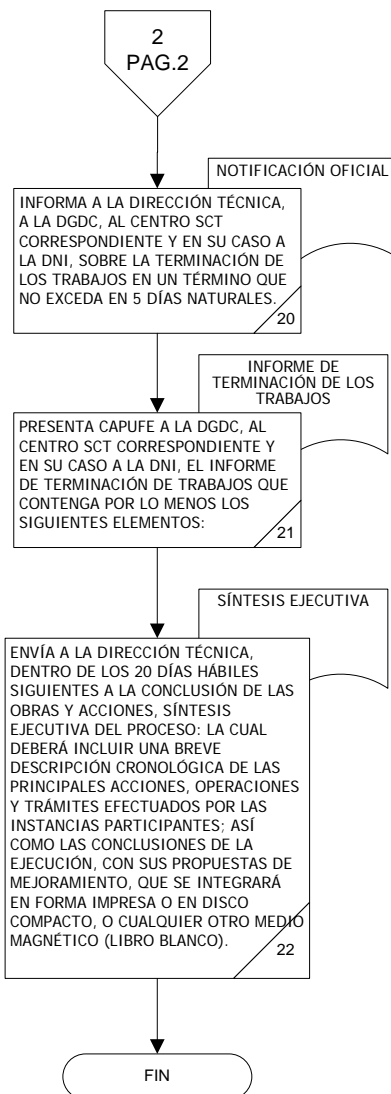 2
PAG.2
NOTIFICACIÓN OFICIAL
INFORMA A LA DIRECCIÓN TÉCNICA,
A LA DGDC, AL CENTRO SCT
CORRESPONDIENTE Y EN SU CASO A
LA DNI, SOBRE LA TERMINACIÓN DE
LOS TRABAJOS EN UN TÉRMINO QUE
NO EXCEDA EN 5 DÍAS NATURALES.
20
INFORME DE
TERMINACIÓN DE LOS
TRABAJOS
PRESENTA CAPUFE A LA DGDC, AL
CENTRO SCT CORRESPONDIENTE Y
EN SU CASO A LA DNI, EL INFORME
DE TERMINACIÓN DE TRABAJOS QUE
CONTENGA POR LO MENOS LOS
SIGUIENTES ELEMENTOS:
21
SÍNTESIS EJECUTIVA
ENVÍA A LA DIRECCIÓN TÉCNICA,
DENTRO DE LOS 20 DÍAS HÁBILES
SIGUIENTES A LA CONCLUSIÓN DE LAS
OBRAS Y ACCIONES, SÍNTESIS
EJECUTIVA DEL PROCESO: LA CUAL
DEBERÁ INCLUIR UNA BREVE
DESCRIPCIÓN CRONOLÓGICA DE LAS
PRINCIPALES ACCIONES, OPERACIONES
Y TRÁMITES EFECTUADOS POR LAS
INSTANCIAS PARTICIPANTES; ASÍ
COMO LAS CONCLUSIONES DE LA
EJECUCIÓN, CON SUS PROPUESTAS DE
MEJORAMIENTO, QUE SE INTEGRARÁ
EN FORMA IMPRESA O EN DISCO
COMPACTO, O CUALQUIER OTRO MEDIO
MAGNÉTICO (LIBRO BLANCO).
22
FIN